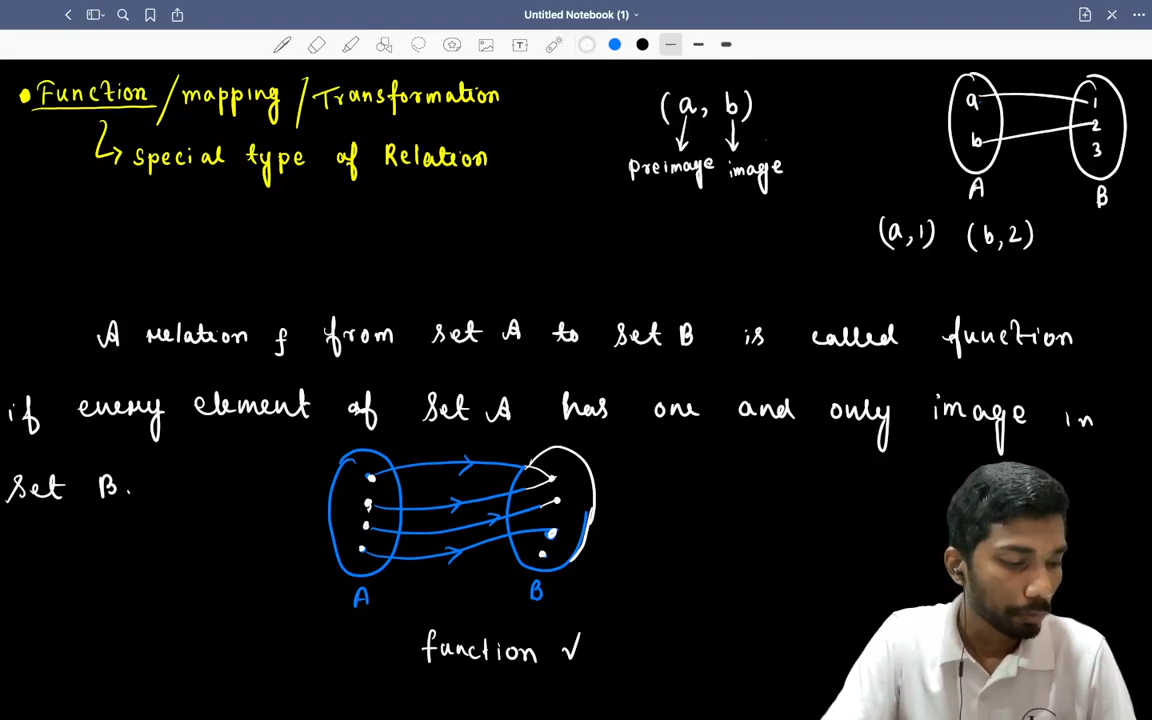 Untitled Notebook (1)
• Function / mapping / Transformation
↳ special type of Relation
(a, b)
preimage image
a 1
b 2
3
A B
(a,1) (b,2)
A relation f from set A to set B is called function
if every element of set A has one and only image in
set B.
A B
function ✓